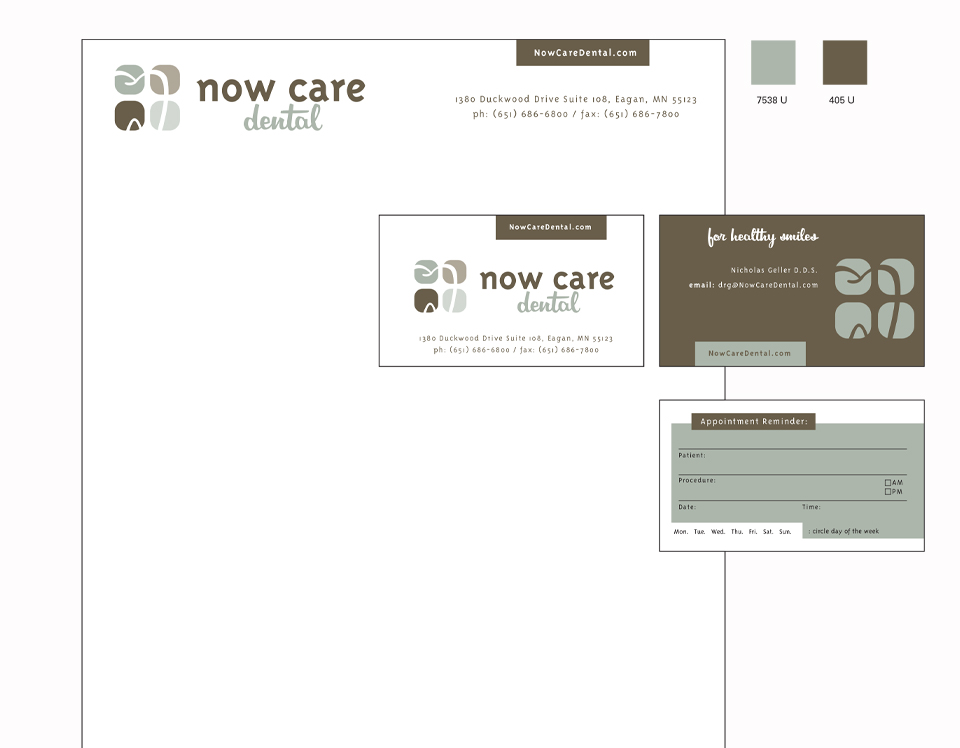 NowCareDental.com
now care
dental
1380 Duckwood Drive Suite 108, Eagan, MN 55123
ph: (651) 686-6800 / fax: (651) 686-7800
7538 U
405 U
NowCareDental.com
now care
dental
1380 Duckwood Drive Suite 108, Eagan, MN 55123
ph: (651) 686-6800 / fax: (651) 686-7800
for healthy smiles
Nicholas Geller D.D.S.
email: drg@NowCareDental.com
NowCareDental.com
Appointment Reminder:
Patient:
Procedure:
AM
PM
Date:
Time:
Mon. Tue. Wed. Thu. Fri. Sat. Sun.
: circle day of the week